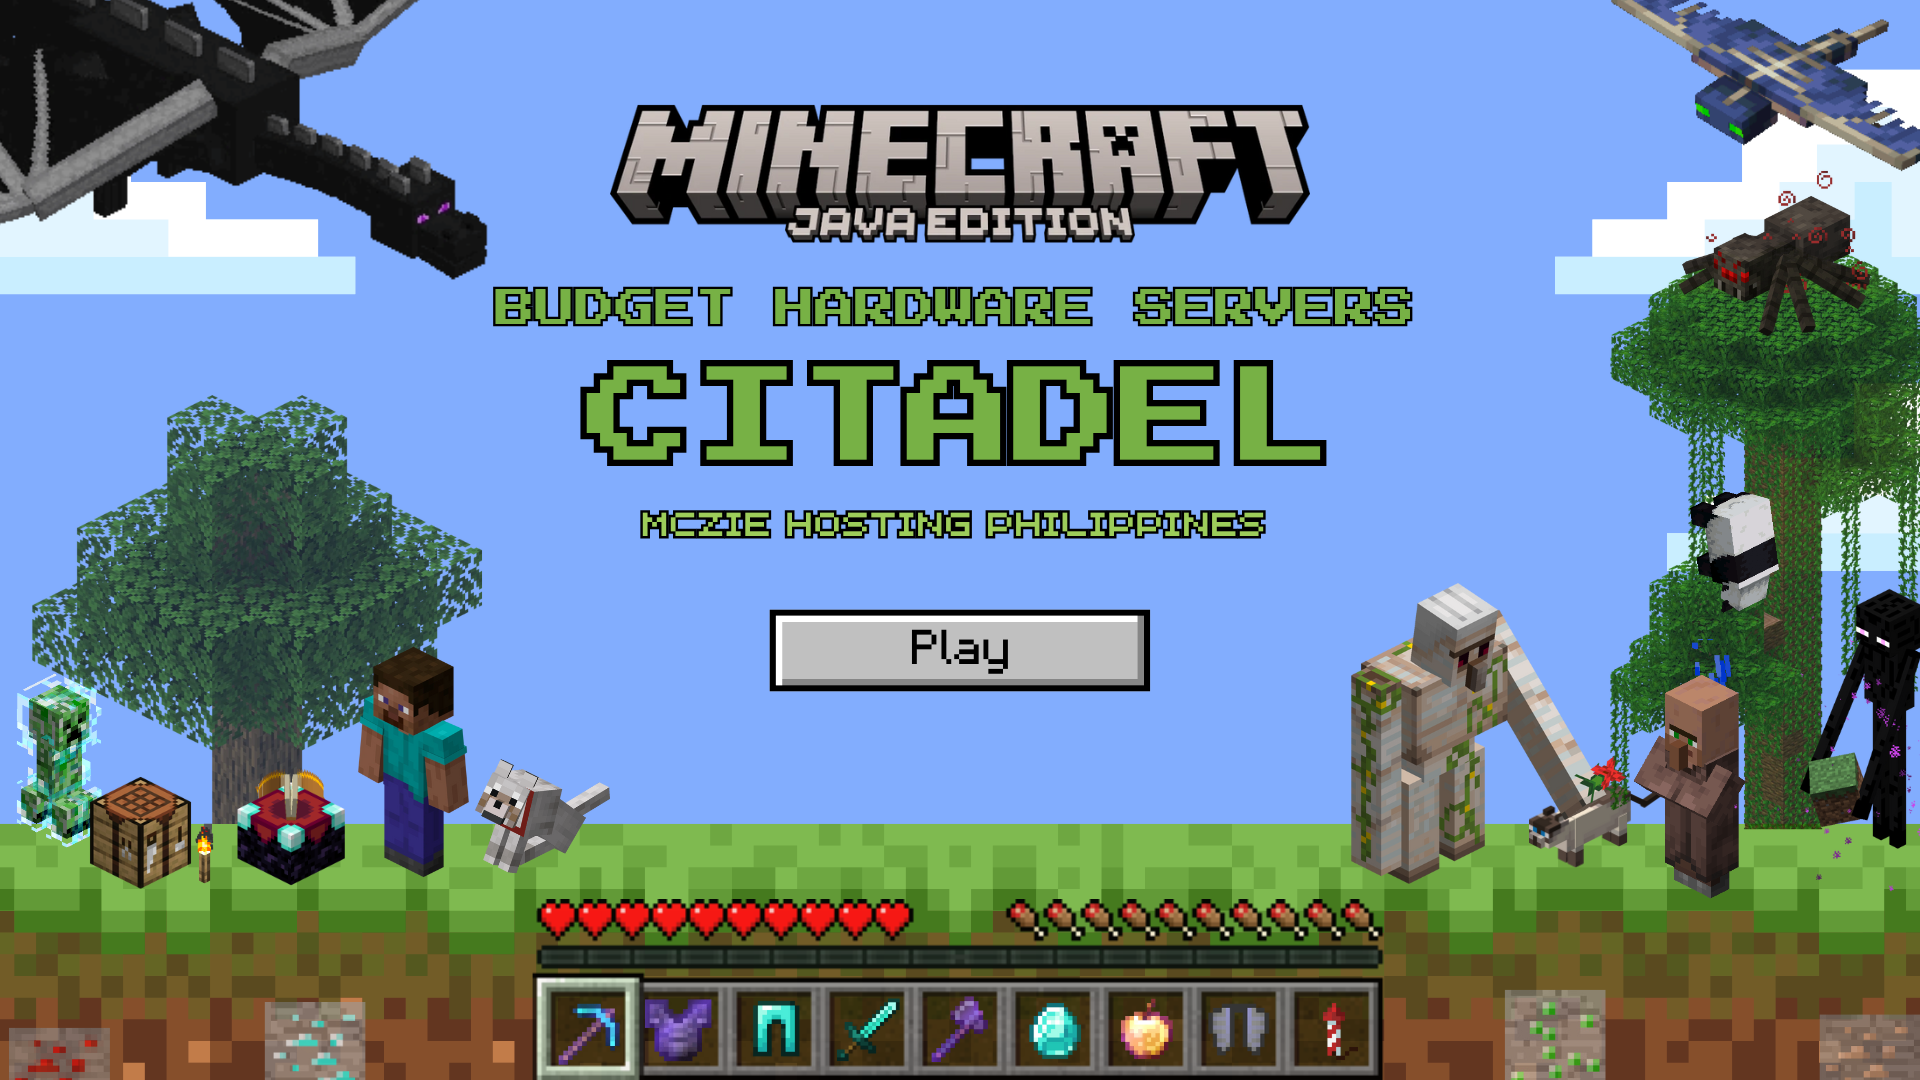 MINECRAFT
JAVA EDITION
BUDGET HARDWARE SERVERS
CITADEL
MCZIE HOSTING PHILIPPINES
Play